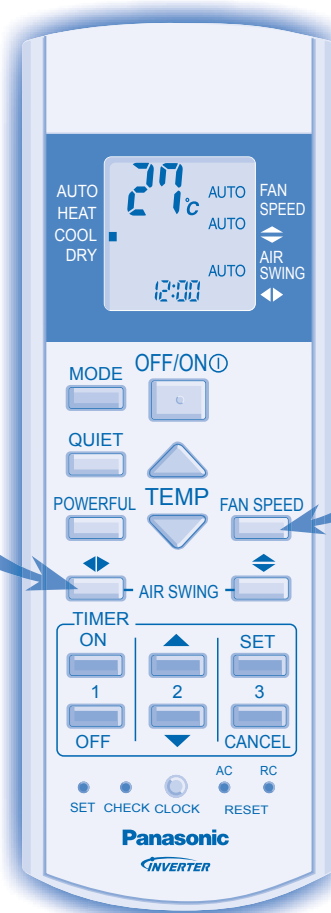 27°C
AUTO AUTO FAN SPEED
HEAT AUTO
COOL
DRY AUTO AIR SWING
12:00
OFF/ON
MODE
QUIET
POWERFUL TEMP FAN SPEED
AIR SWING
TIMER
ON SET
1 2 3
OFF CANCEL
AC RC
SET CHECK CLOCK RESET
Panasonic
INVERTER